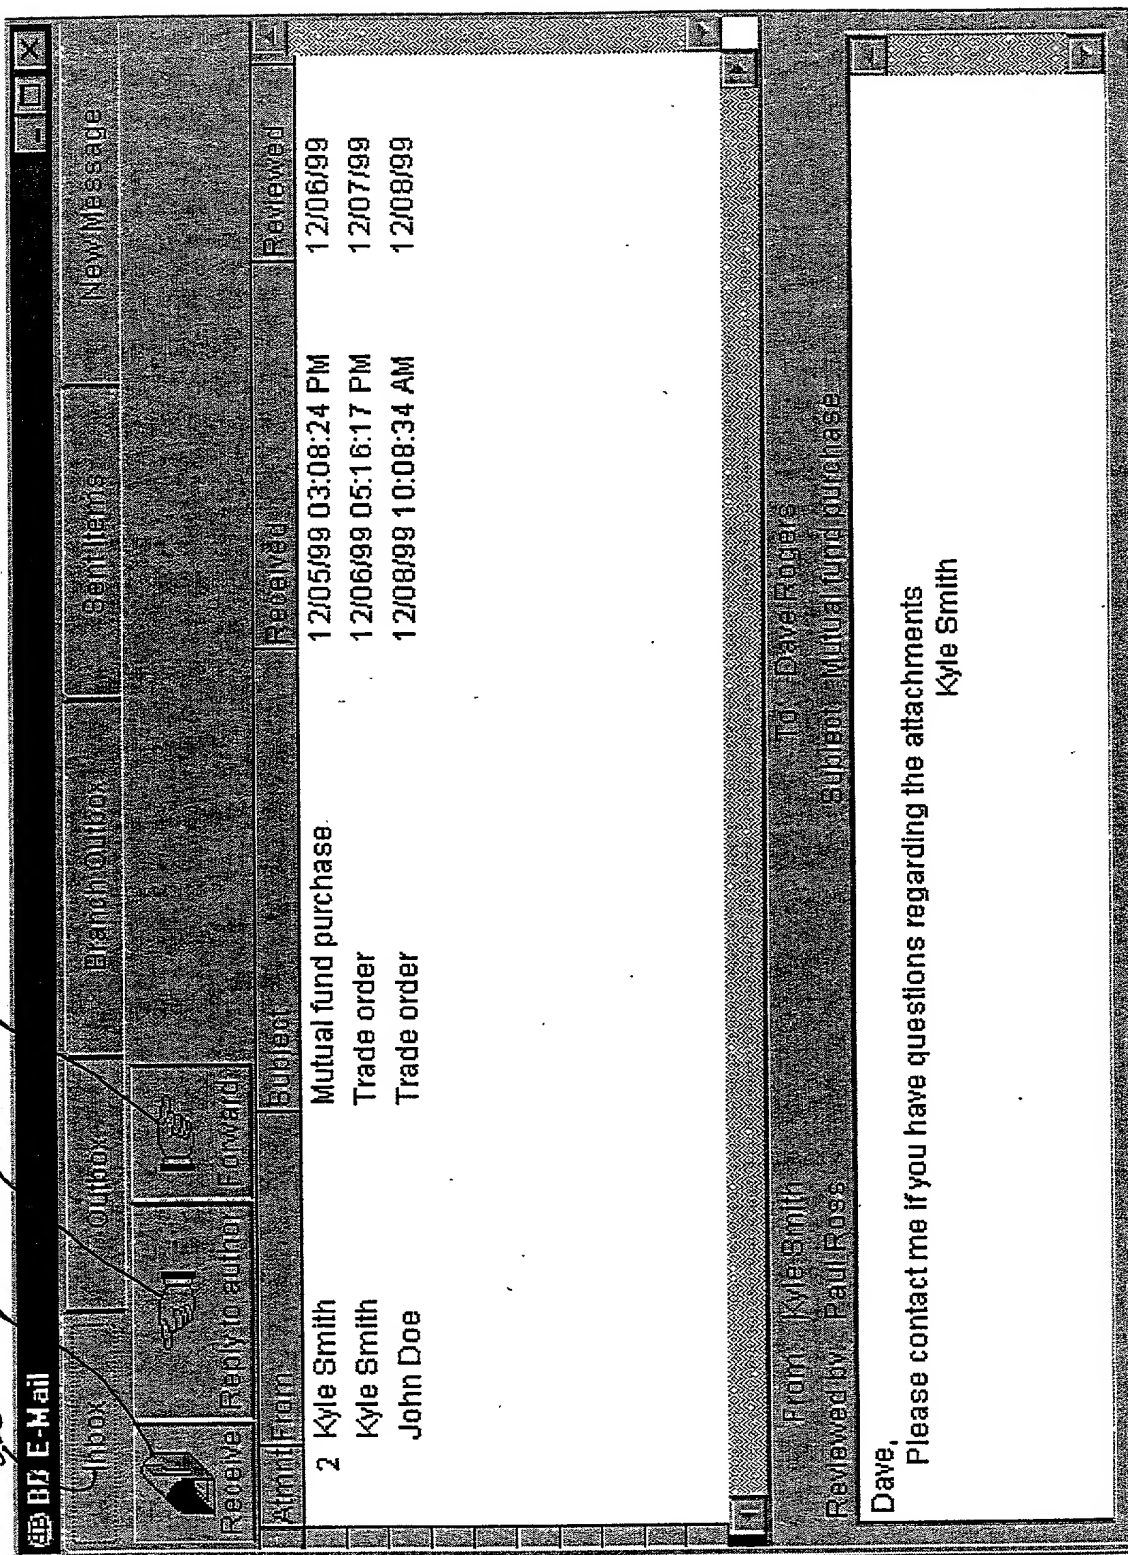 E-Mail
Inbox Outbox Branch Outbox Sent Items New Message
Receive Reply to author Forward
Atmnt From Subject Received Reviewed
2 Kyle Smith Mutual fund purchase 12/05/99 03:08:24 PM 12/06/99
Kyle Smith Trade order 12/06/99 05:16:17 PM 12/07/99
John Doe Trade order 12/08/99 10:08:34 AM 12/08/99
From Kyle Smith To Dave Rogers
Reviewed by Paul Ross Subject Mutual fund purchase
Dave,
Please contact me if you have questions regarding the attachments
Kyle Smith